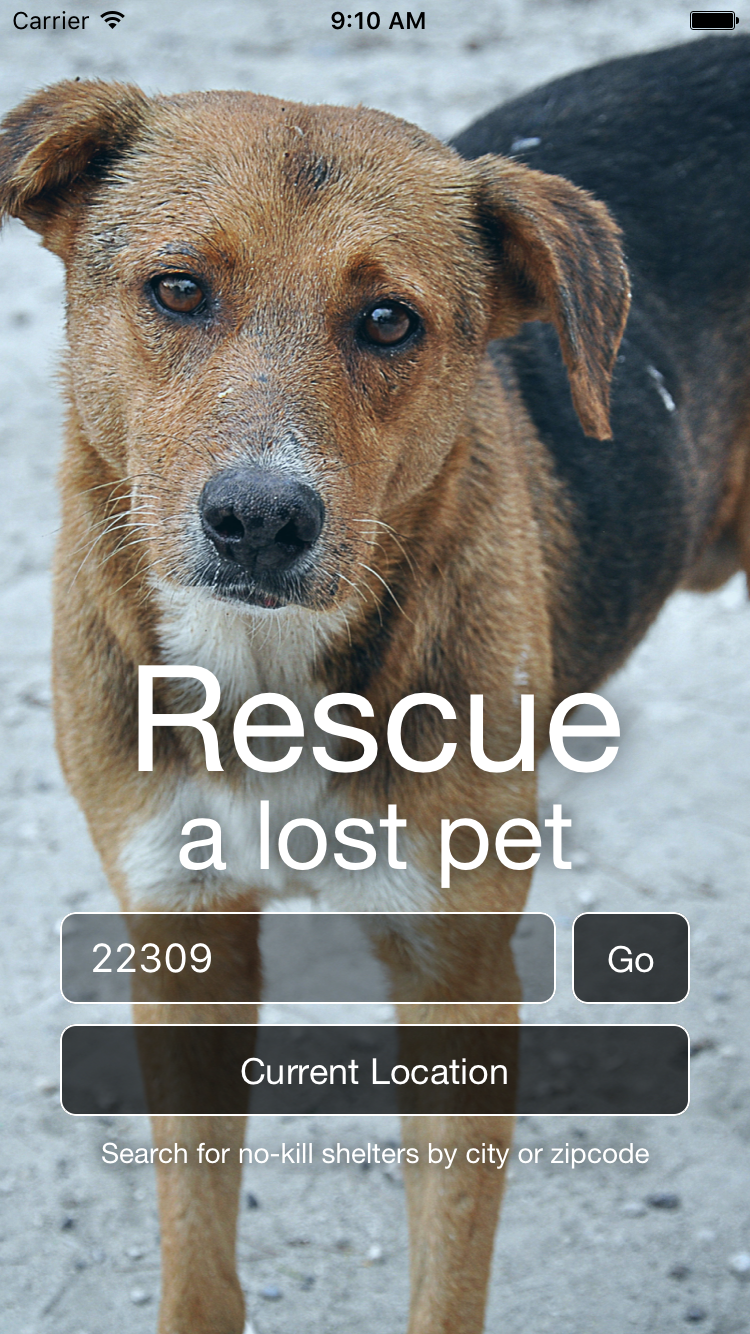 Carrier 9:10 AM
Rescue
a lost pet
22309 Go
Current Location
Search for no-kill shelters by city or zipcode